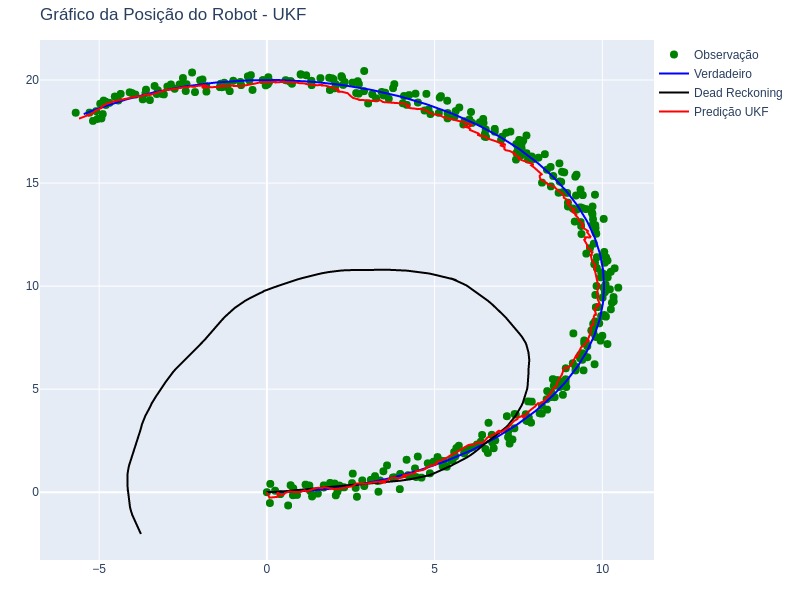 Gráfico da Posição do Robot - UKF
Observação
Verdadeiro
Dead Reckoning
Predição UKF
20
15
10
5
0
−5
0
5
10